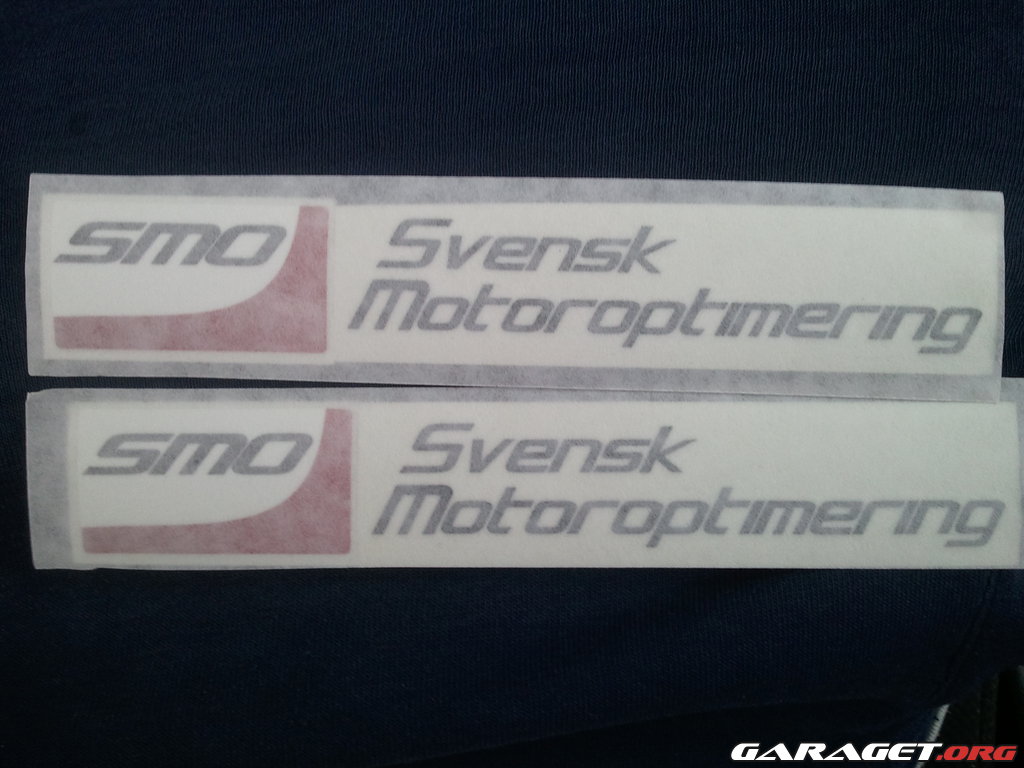 SMO
Svensk
Motoroptimering
SMO
Svensk
Motoroptimering
GARAGET.ORG